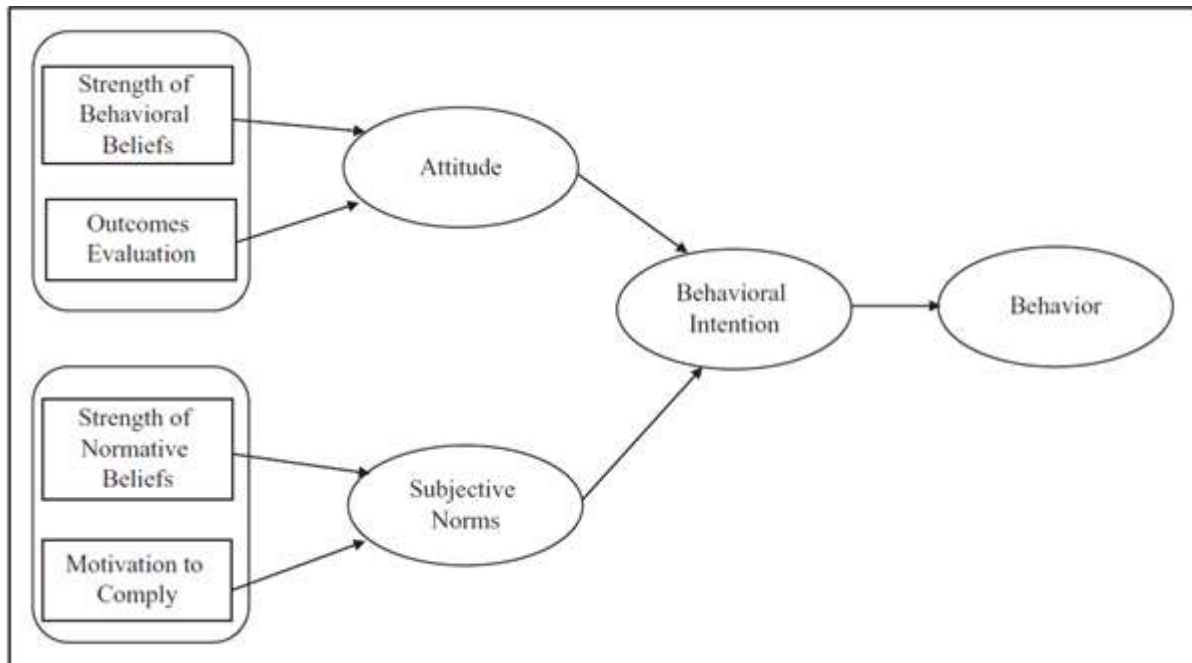 Strength of
Behavioral
Beliefs
Outcomes
Evaluation
Attitude
Behavioral
Intention
Behavior
Strength of
Normative
Beliefs
Motivation to
Comply
Subjective
Norms